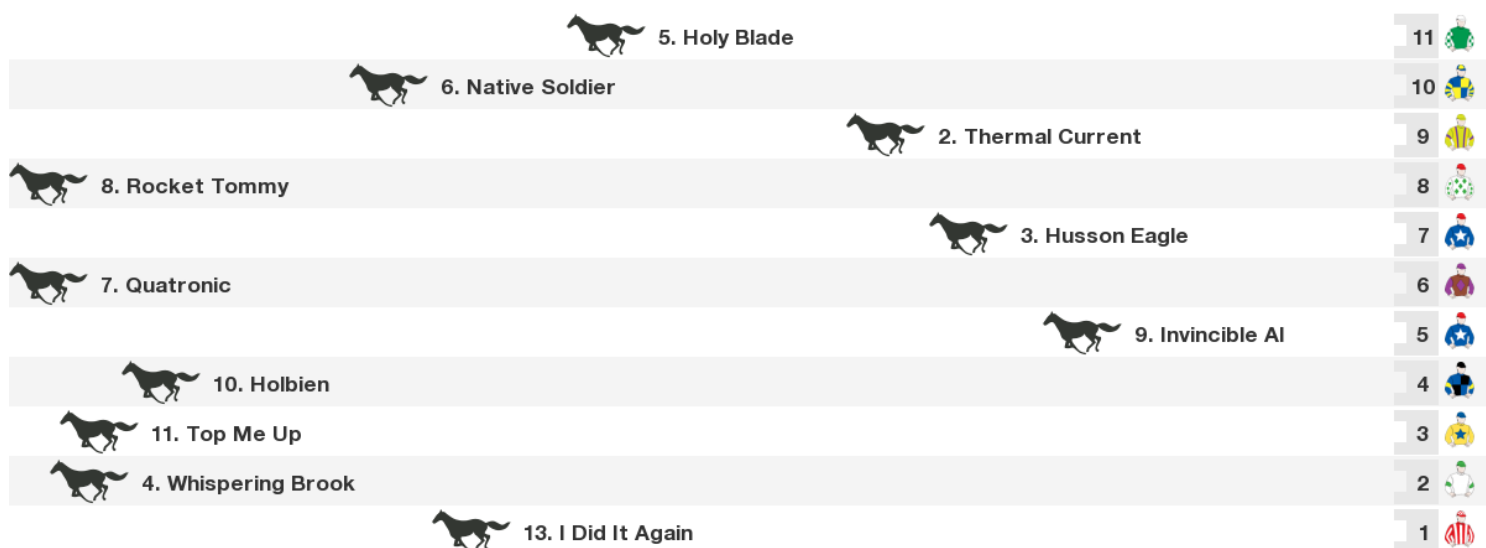 5. Holy Blade 11
6. Native Soldier 10
2. Thermal Current 9
8. Rocket Tommy 8
3. Husson Eagle 7
7. Quatronic 6
9. Invincible Al 5
10. Holbien 4
11. Top Me Up 3
4. Whispering Brook 2
13. I Did It Again 1